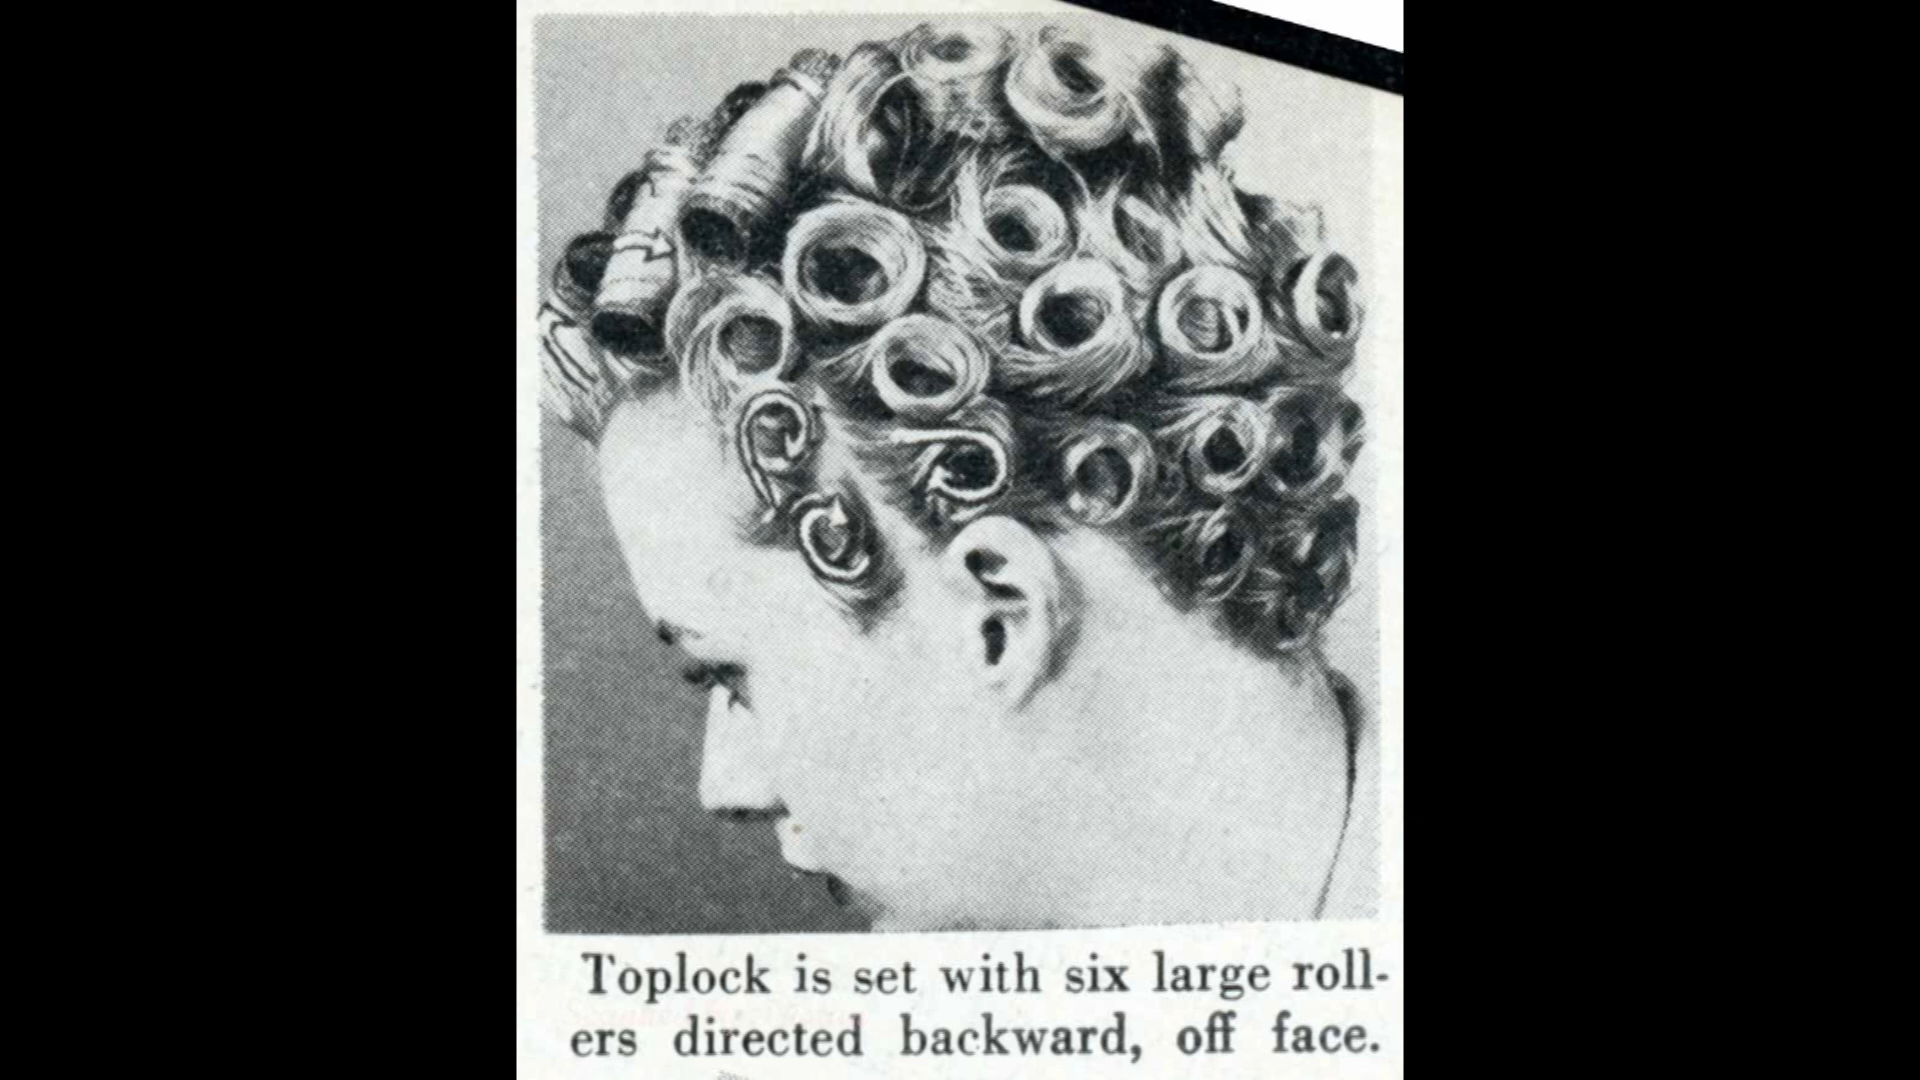 Toplock is set with six large roll-
ers directed backward, off face.